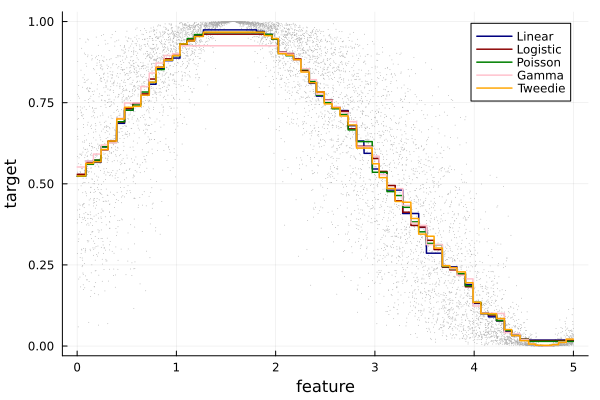 1.00
0.75
0.50
0.25
0.00
target
0
1
2
3
4
5
feature
Linear
Logistic
Poisson
Gamma
Tweedie